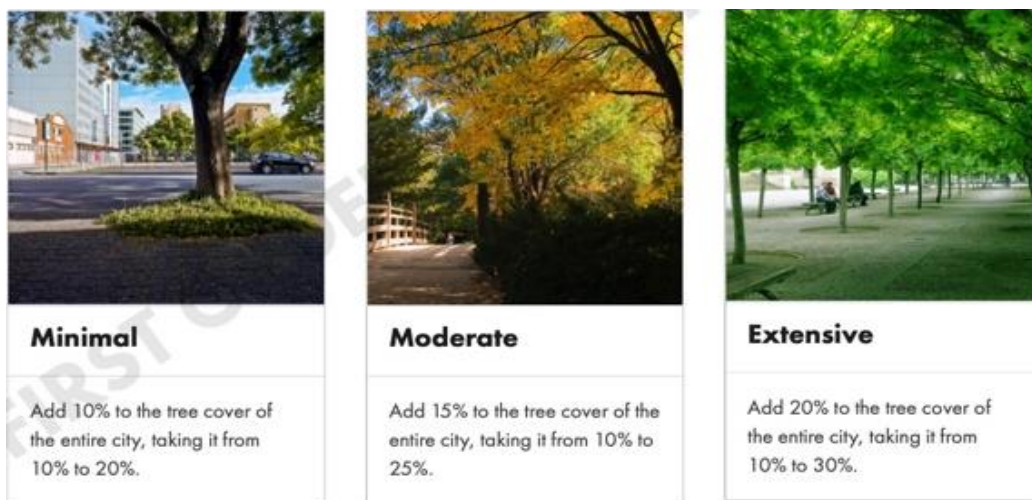 Minimal
Add 10% to the tree cover of
the entire city, taking it from
10% to 20%.
Moderate
Add 15% to the tree cover of the
entire city, taking it from 10% to
25%.
Extensive
Add 20% to the tree cover of
the entire city, taking it from
10% to 30%.
FIRST